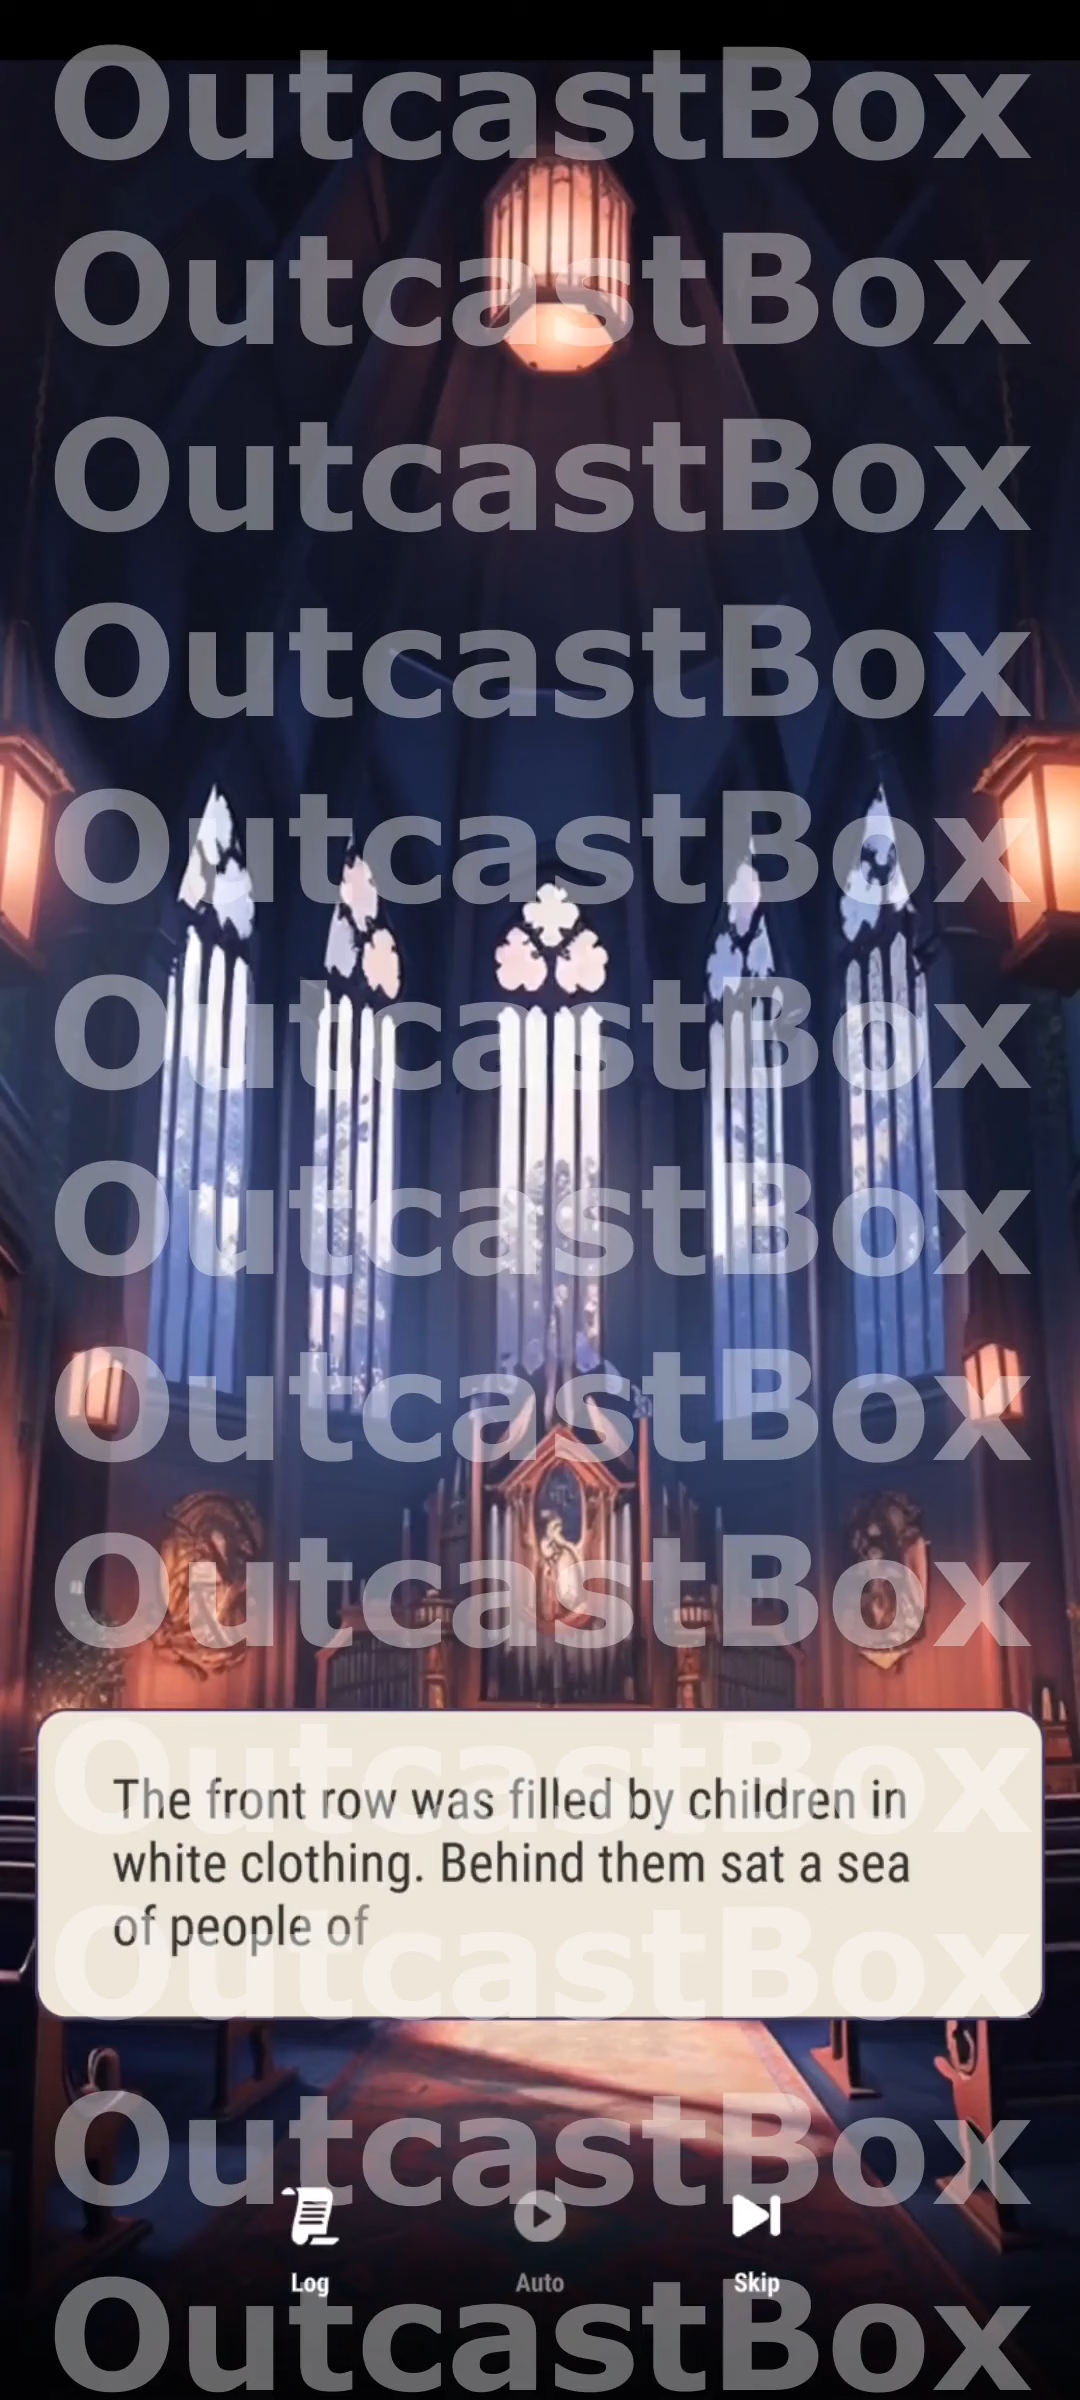 OutcastBox
OutcastBox
OutcastBox
OutcastBox
OutcastBox
OutcastBox
OutcastBox
OutcastBox
OutcastBox
OutcastBox
The front row was filled by children in
white clothing. Behind them sat a sea
of people of
OutcastBox
OutcastBox
Log
Auto
Skip
OutcastBox